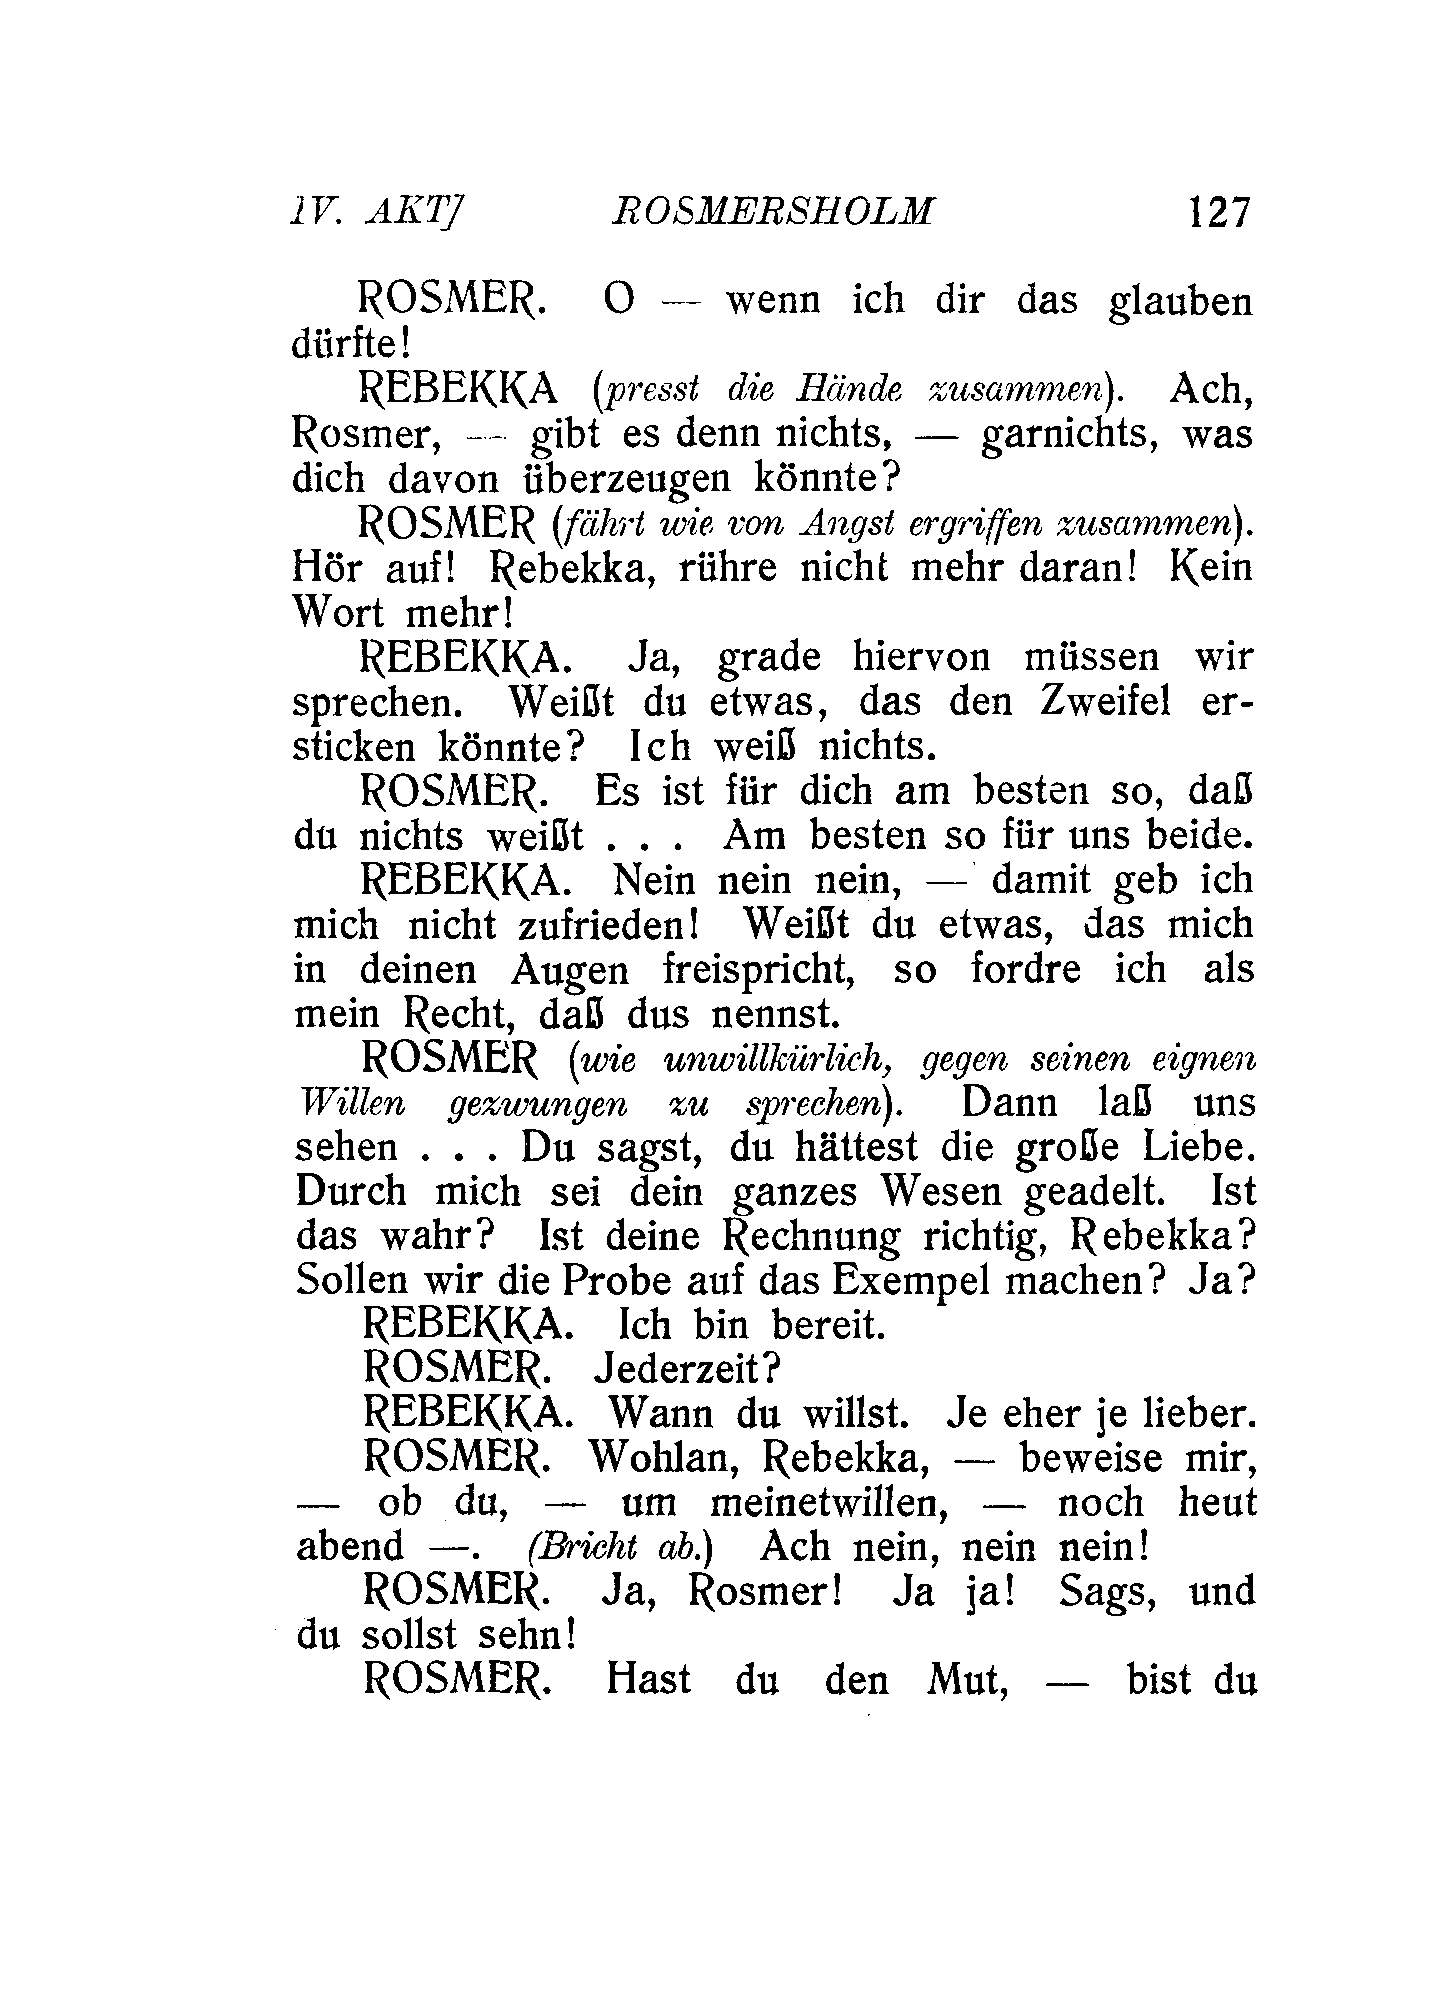 IV. AKT] ROSMERSHOLM 127
ROSMER. O — wenn ich dir das glauben
dürfte!
REBEKKA (presst die Hände zusammen). Ach,
Rosmer, — gibt es denn nichts, — garnichts, was
dich davon überzeugen könnte?
ROSMER (fährt wie von Angst ergriffen zusammen).
Hör auf! Rebekka, rühre nicht mehr daran! Kein
Wort mehr!
REBEKKA. Ja, grade hiervon müssen wir
sprechen. Weißt du etwas, das den Zweifel er-
sticken könnte? Ich weiß nichts.
ROSMER. Es ist für dich am besten so, daß
du nichts weißt . . . Am besten so für uns beide.
REBEKKA. Nein nein nein, — damit geb ich
mich nicht zufrieden! Weißt du etwas, das mich
in deinen Augen freispricht, so fordre ich als
mein Recht, daß dus nennst.
ROSMER (wie unwillkürlich, gegen seinen eignen
Willen gezwungen zu sprechen). Dann laß uns
sehen . . . Du sagst, du hättest die große Liebe.
Durch mich sei dein ganzes Wesen geadelt. Ist
das wahr? Ist deine Rechnung richtig, Rebekka?
Sollen wir die Probe auf das Exempel machen? Ja?
REBEKKA. Ich bin bereit.
ROSMER. Jederzeit?
REBEKKA. Wann du willst. Je eher je lieber.
ROSMER. Wohlan, Rebekka, — beweise mir,
— ob du, — um meinetwillen, — noch heut
abend —. (Bricht ab.) Ach nein, nein nein!
ROSMER. Ja, Rosmer! Ja ja! Sags, und
du sollst sehn!
ROSMER. Hast du den Mut, — bist du